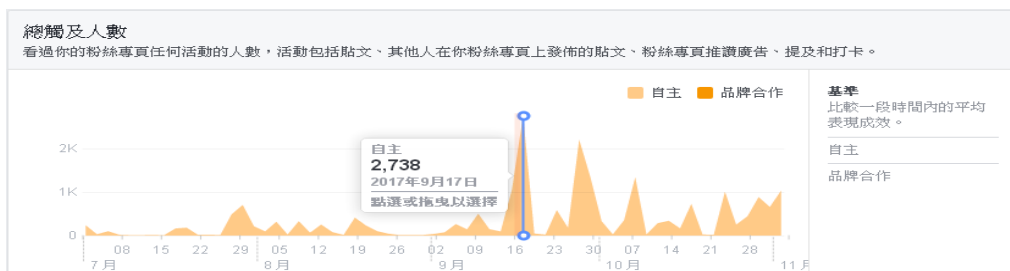 總觸及人數
看過你的粉絲專頁任何活動的人數，活動包括貼文、其他人在你粉絲專頁上發佈的貼文、粉絲專頁推讚廣告、提及和打卡。
自主 品牌合作
基準
比較一段時間內的平均
表現成效。
自主
品牌合作
2K
1K
0
自主
2,738
2017年9月17日
點選或拖曳以選擇
08 15 22 29 05 12 19 26 02 09 16 23 30 07 14 21 28
7月 8月 9月 10月 11月